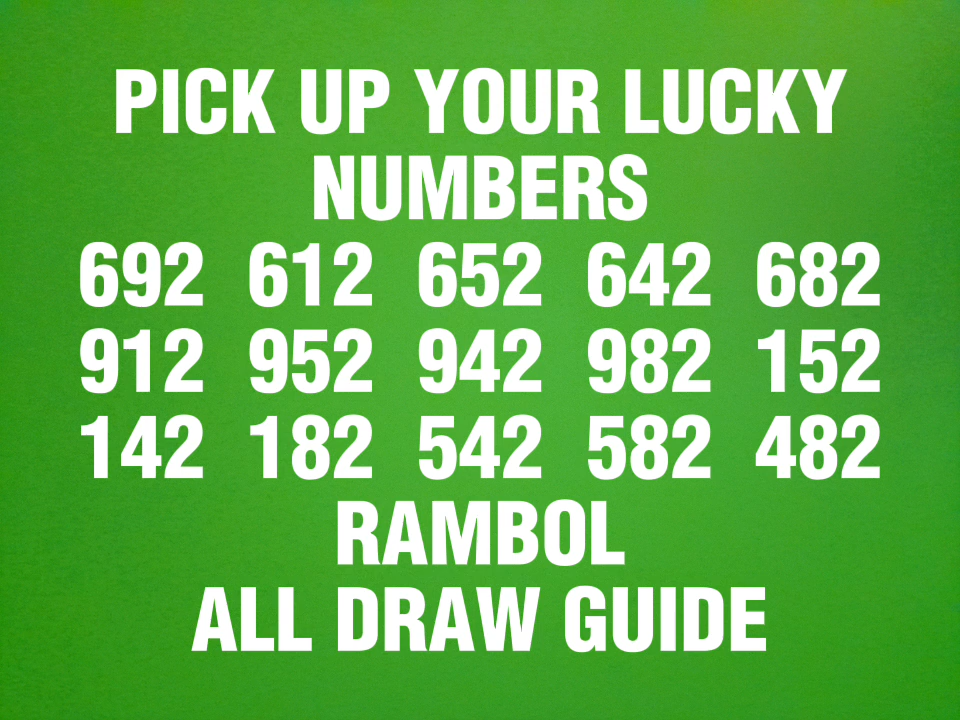 PICK UP YOUR LUCKY
NUMBERS
692 612 652 642 682
912 952 942 982 152
142 182 542 582 482
RAMBOL
ALL DRAW GUIDE